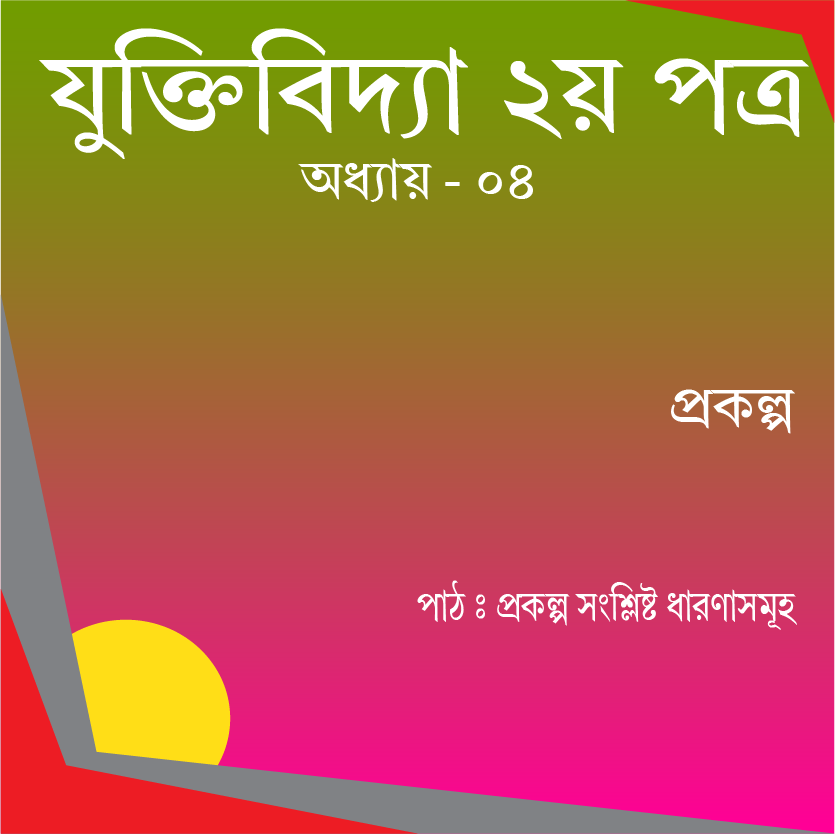 যুক্তিবিদ্যা ২য় পত্র
অধ্যায় - ০৪
প্রকল্প
পাঠ ঃ প্রকল্প সংশ্লিষ্ট ধারণাসমূহ